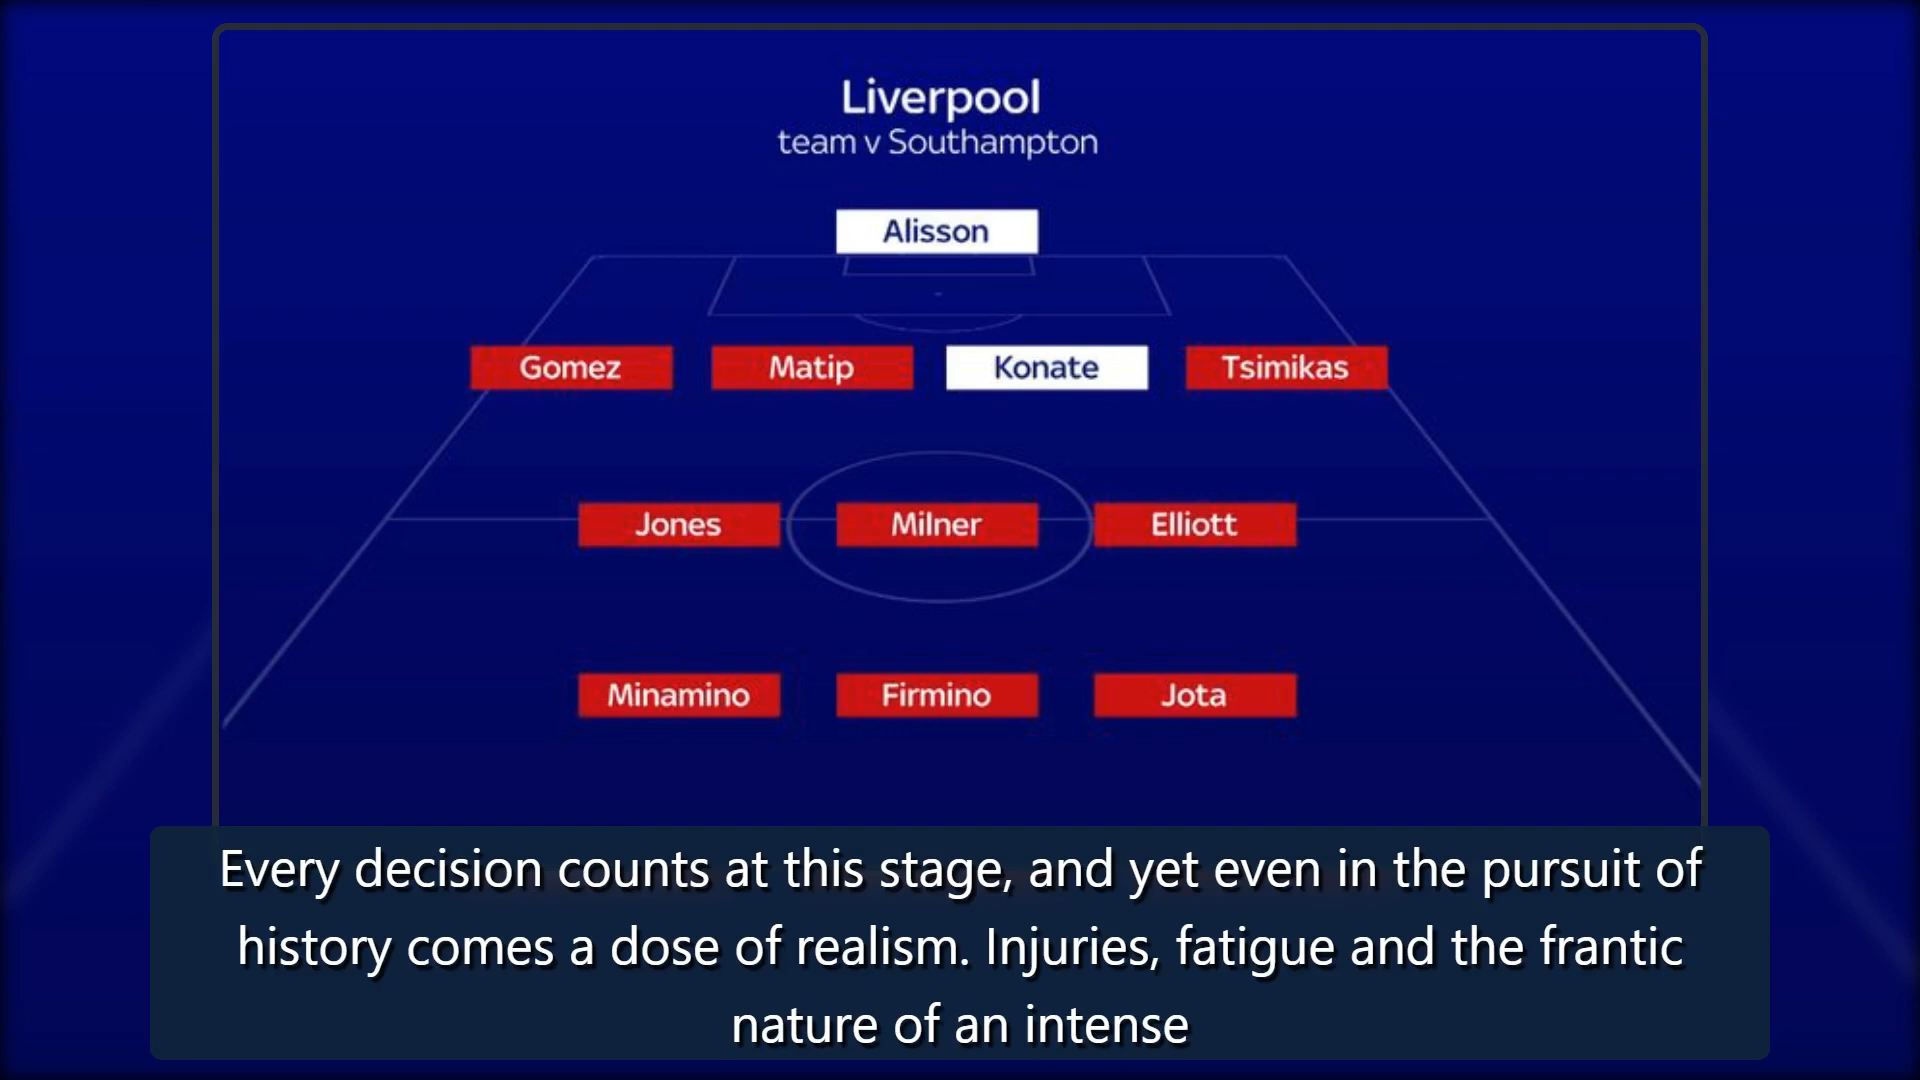 Liverpool
team v Southampton
Alisson
Gomez Matip Konate Tsimikas
Jones Milner Elliott
Minamino Firmino Jota
Every decision counts at this stage, and yet even in the pursuit of
history comes a dose of realism. Injuries, fatigue and the frantic
nature of an intense